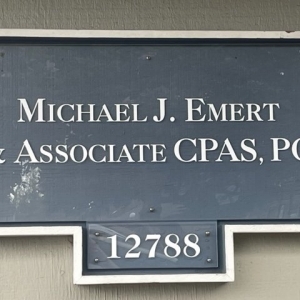 MICHAEL J. EMERT
& ASSOCIATE CPAS, PC
12788